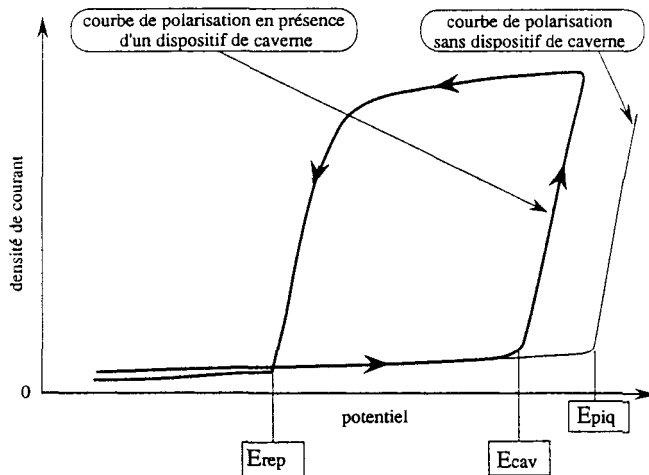 courbe de polarisation en présence
d'un dispositif de caverne
courbe de polarisation
sans dispositif de caverne
densité de courant
0
potentiel
Erep
Ecav
Epiq